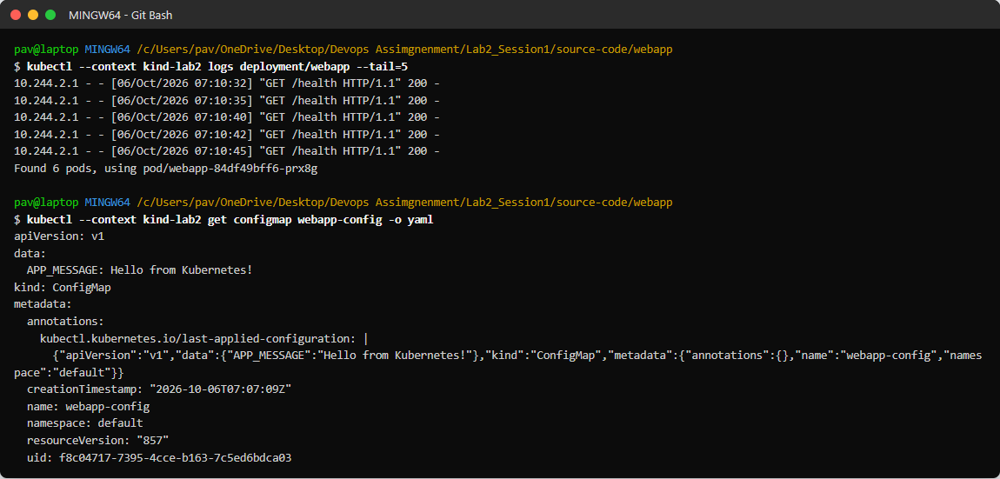 MINGW64 - Git Bash
pav@laptop MINGW64 /c/Users/pav/OneDrive/Desktop/Devops Assimgnenment/Lab2_Session1/source-code/webapp
$ kubectl --context kind-lab2 logs deployment/webapp --tail=5
10.244.2.1 - - [06/Oct/2026 07:10:32] "GET /health HTTP/1.1" 200 -
10.244.2.1 - - [06/Oct/2026 07:10:35] "GET /health HTTP/1.1" 200 -
10.244.2.1 - - [06/Oct/2026 07:10:40] "GET /health HTTP/1.1" 200 -
10.244.2.1 - - [06/Oct/2026 07:10:42] "GET /health HTTP/1.1" 200 -
10.244.2.1 - - [06/Oct/2026 07:10:45] "GET /health HTTP/1.1" 200 -
Found 6 pods, using pod/webapp-84df49bff6-prx8g
pav@laptop MINGW64 /c/Users/pav/OneDrive/Desktop/Devops Assimgnenment/Lab2_Session1/source-code/webapp
$ kubectl --context kind-lab2 get configmap webapp-config -o yaml
apiVersion: v1
data:
  APP_MESSAGE: Hello from Kubernetes!
kind: ConfigMap
metadata:
  annotations:
    kubectl.kubernetes.io/last-applied-configuration: |
      {"apiVersion":"v1","data":{"APP_MESSAGE":"Hello from Kubernetes!"},"kind":"ConfigMap","metadata":{"annotations":{},"name":"webapp-config","names
pace":"default"}}
  creationTimestamp: "2026-10-06T07:07:09Z"
  name: webapp-config
  namespace: default
  resourceVersion: "857"
  uid: f8c04717-7395-4cce-b163-7c5ed6bdca03